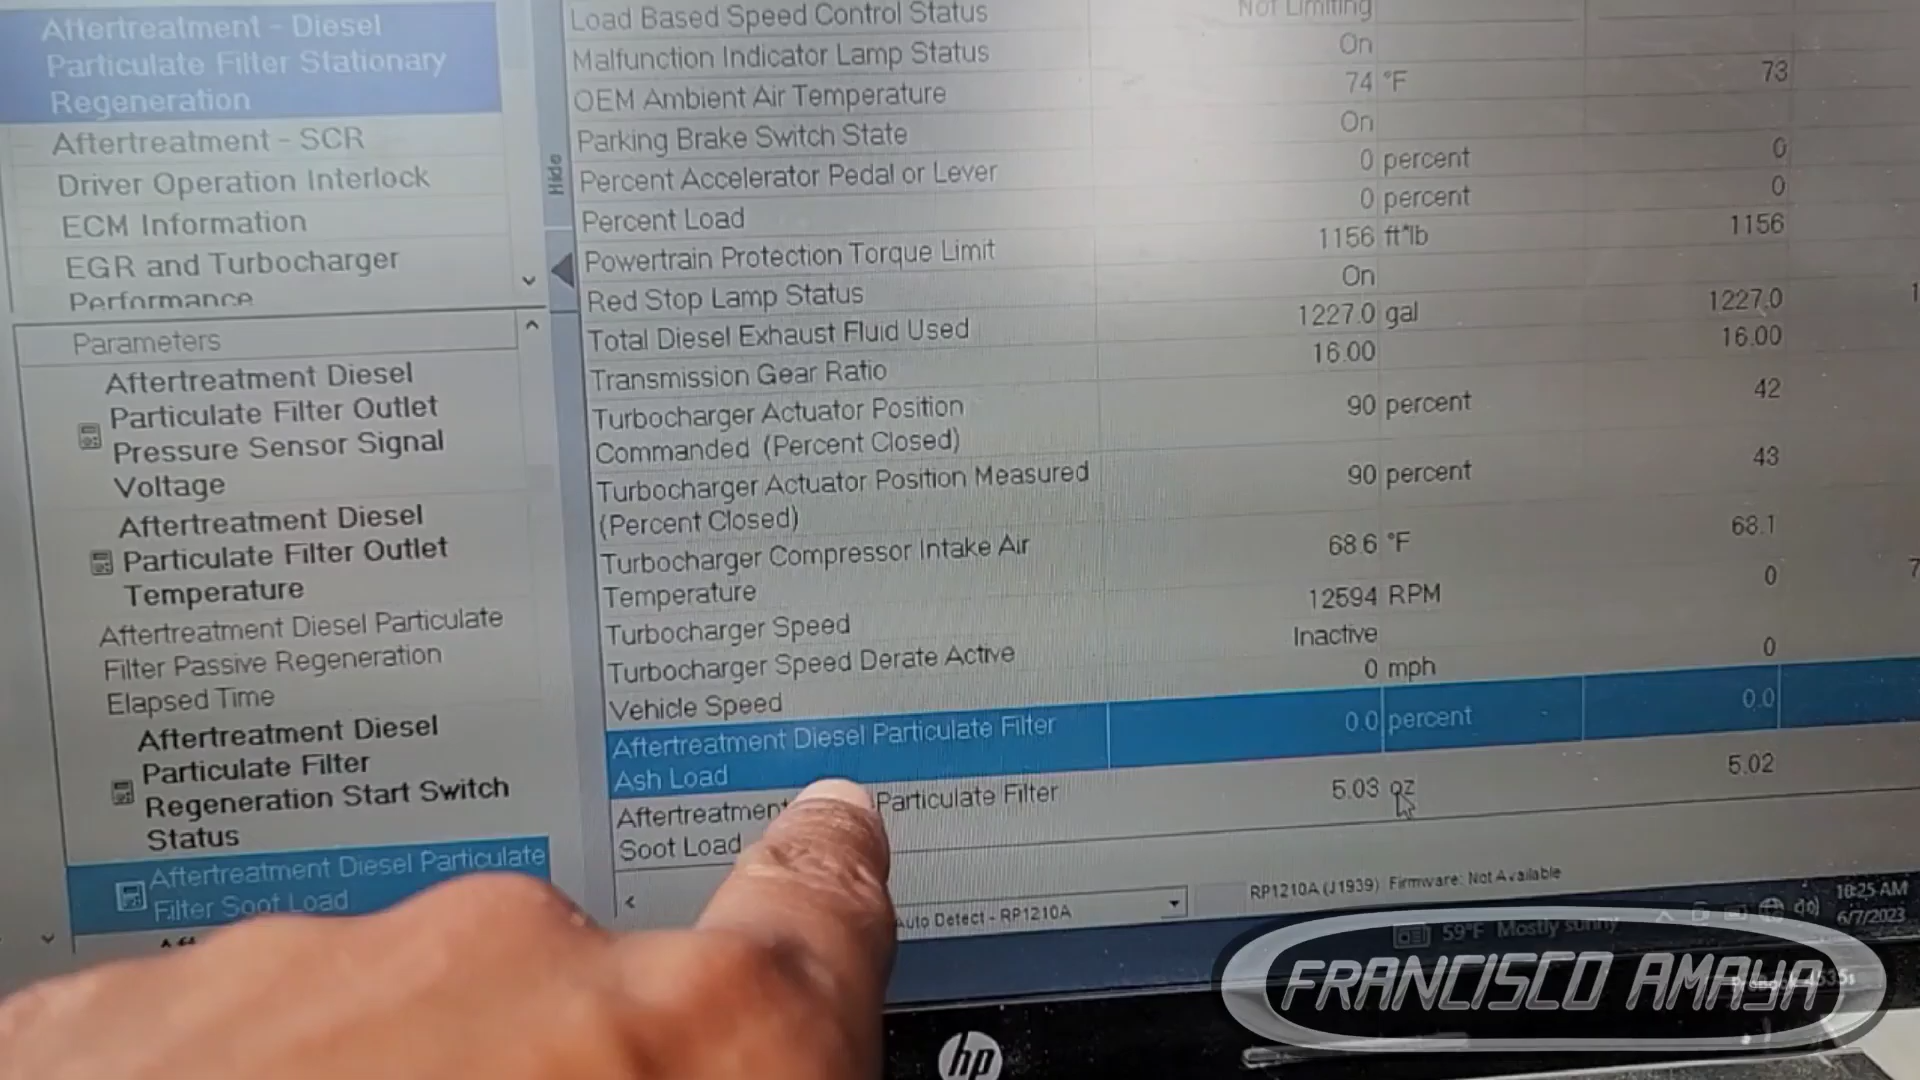 Aftertreatment - Diesel
Particulate Filter Stationary
Regeneration
Aftertreatment - SCR
Driver Operation Interlock
ECM Information
EGR and Turbocharger
Performance
Parameters
Aftertreatment Diesel
Particulate Filter Outlet
Pressure Sensor Signal
Voltage
Aftertreatment Diesel
Particulate Filter Outlet
Temperature
Aftertreatment Diesel Particulate
Filter Passive Regeneration
Elapsed Time
Aftertreatment Diesel
Particulate Filter
Regeneration Start Switch
Status
Aftertreatment Diesel Particulate
Filter Soot Load
Hide
Load Based Speed Control Status Not Limiting
Malfunction Indicator Lamp Status On
OEM Ambient Air Temperature 74 °F 73
Parking Brake Switch State On
Percent Accelerator Pedal or Lever 0 percent 0
Percent Load 0 percent 0
Powertrain Protection Torque Limit 1156 ft*lb 1156
Red Stop Lamp Status On
Total Diesel Exhaust Fluid Used 1227.0 gal 1227.0
Transmission Gear Ratio 16.00 16.00
Turbocharger Actuator Position 90 percent 42
Commanded (Percent Closed)
Turbocharger Actuator Position Measured 90 percent 43
(Percent Closed)
Turbocharger Compressor Intake Air 68.6 °F 68.1
Temperature
Turbocharger Speed 12594 RPM 0
Turbocharger Speed Derate Active Inactive
Vehicle Speed 0 mph 0
Aftertreatment Diesel Particulate Filter 0.0 percent 0.0
Ash Load
Aftertreatment Particulate Filter 5.03 oz 5.02
Soot Load
Auto Detect - RP1210A
RP1210A (J1939) Firmware: Not Available
59°F Mostly sunny
10:25 AM
6/7/2023
FRANCISCO AMAYA
hp